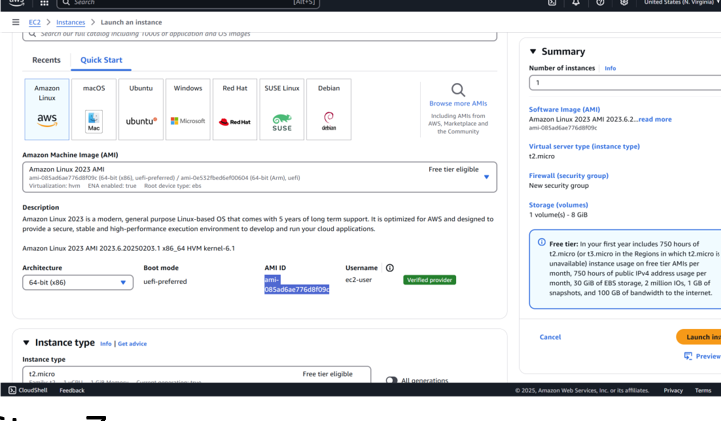 aws
Search
[Alt+S]
United States (N. Virginia)
EC2 > Instances > Launch an instance
Search our full catalog including 1000s of application and OS images
Recents
Quick Start
Amazon Linux
aws
macOS
Mac
Ubuntu
ubuntu®
Windows
Microsoft
Red Hat
Red Hat
SUSE Linux
SUSE
Debian
debian
Browse more AMIs
Including AMIs from
AWS, Marketplace and
the Community
Amazon Machine Image (AMI)
Amazon Linux 2023 AMI
Free tier eligible
ami-085ad6ae776d8f09c (64-bit (x86), uefi-preferred) / ami-0e532fbed6ef00604 (64-bit (Arm), uefi)
Virtualization: hvm ENA enabled: true Root device type: ebs
Description
Amazon Linux 2023 is a modern, general purpose Linux-based OS that comes with 5 years of long term support. It is optimized for AWS and designed to
provide a secure, stable and high-performance execution environment to develop and run your cloud applications.
Amazon Linux 2023 AMI 2023.6.20250203.1 x86_64 HVM kernel-6.1
Architecture
64-bit (x86)
Boot mode
uefi-preferred
AMI ID
ami-
085ad6ae776d8f09c
Username
ec2-user
Verified provider
Instance type Info | Get advice
Instance type
t2.micro
Free tier eligible
All generations
Summary
Number of instances Info
1
Software Image (AMI)
Amazon Linux 2023 AMI 2023.6.2...read more
ami-085ad6ae776d8f09c
Virtual server type (instance type)
t2.micro
Firewall (security group)
New security group
Storage (volumes)
1 volume(s) - 8 GiB
Free tier: In your first year includes 750 hours of
t2.micro (or t3.micro in the Regions in which t2.micro is
unavailable) instance usage on free tier AMIs per
month, 750 hours of public IPv4 address usage per
month, 30 GiB of EBS storage, 2 million IOs, 1 GB of
snapshots, and 100 GB of bandwidth to the internet.
Cancel
Launch inst
Preview
CloudShell Feedback
© 2025, Amazon Web Services, Inc. or its affiliates. Privacy Terms